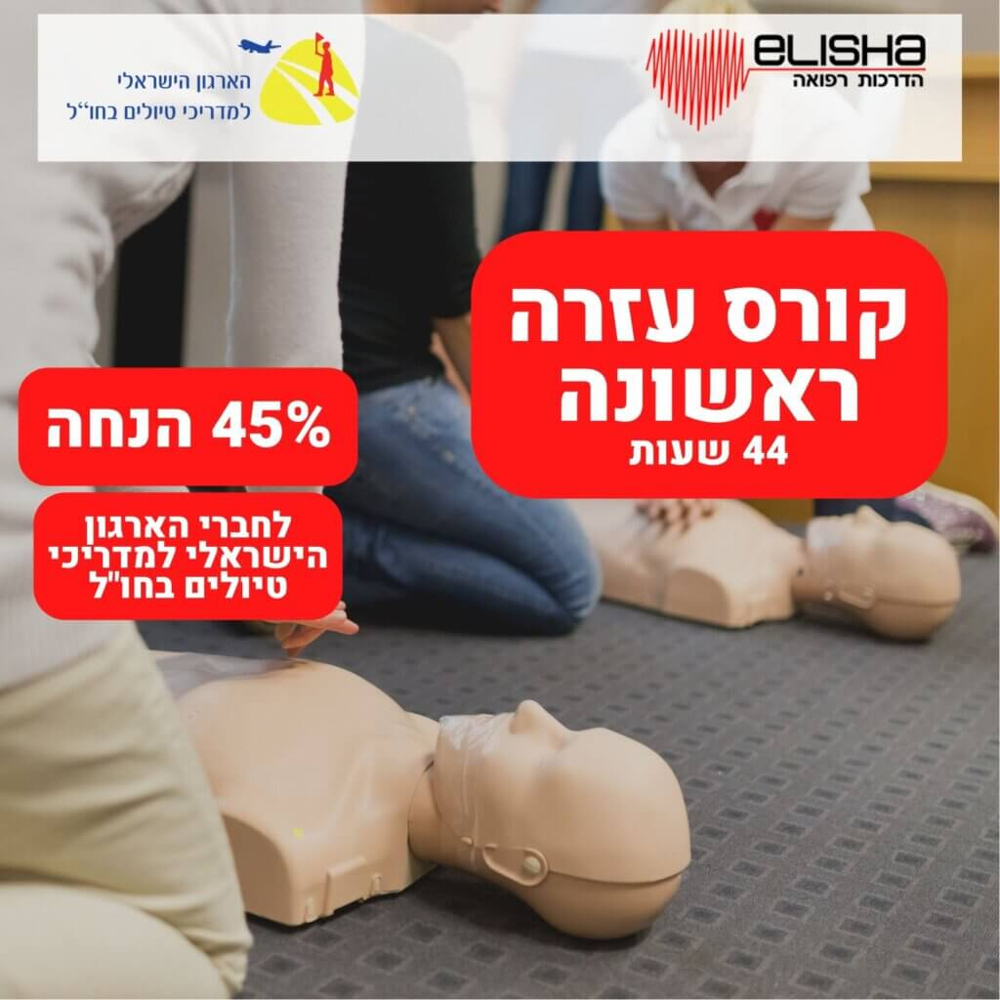 ELISHA
הדרכות רפואה
הארגון הישראלי
למדריכי טיולים בחו"ל
קורס עזרה
ראשונה
44 שעות
45% הנחה
לחברי הארגון
הישראלי למדריכי
טיולים בחו"ל